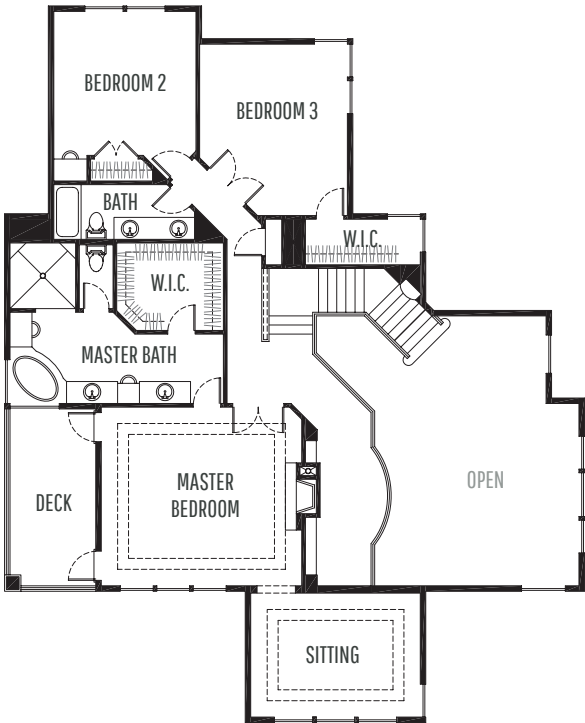 BEDROOM 2
BEDROOM 3
BATH
W.I.C.
W.I.C.
MASTER BATH
MASTER
BEDROOM
DECK
OPEN
SITTING